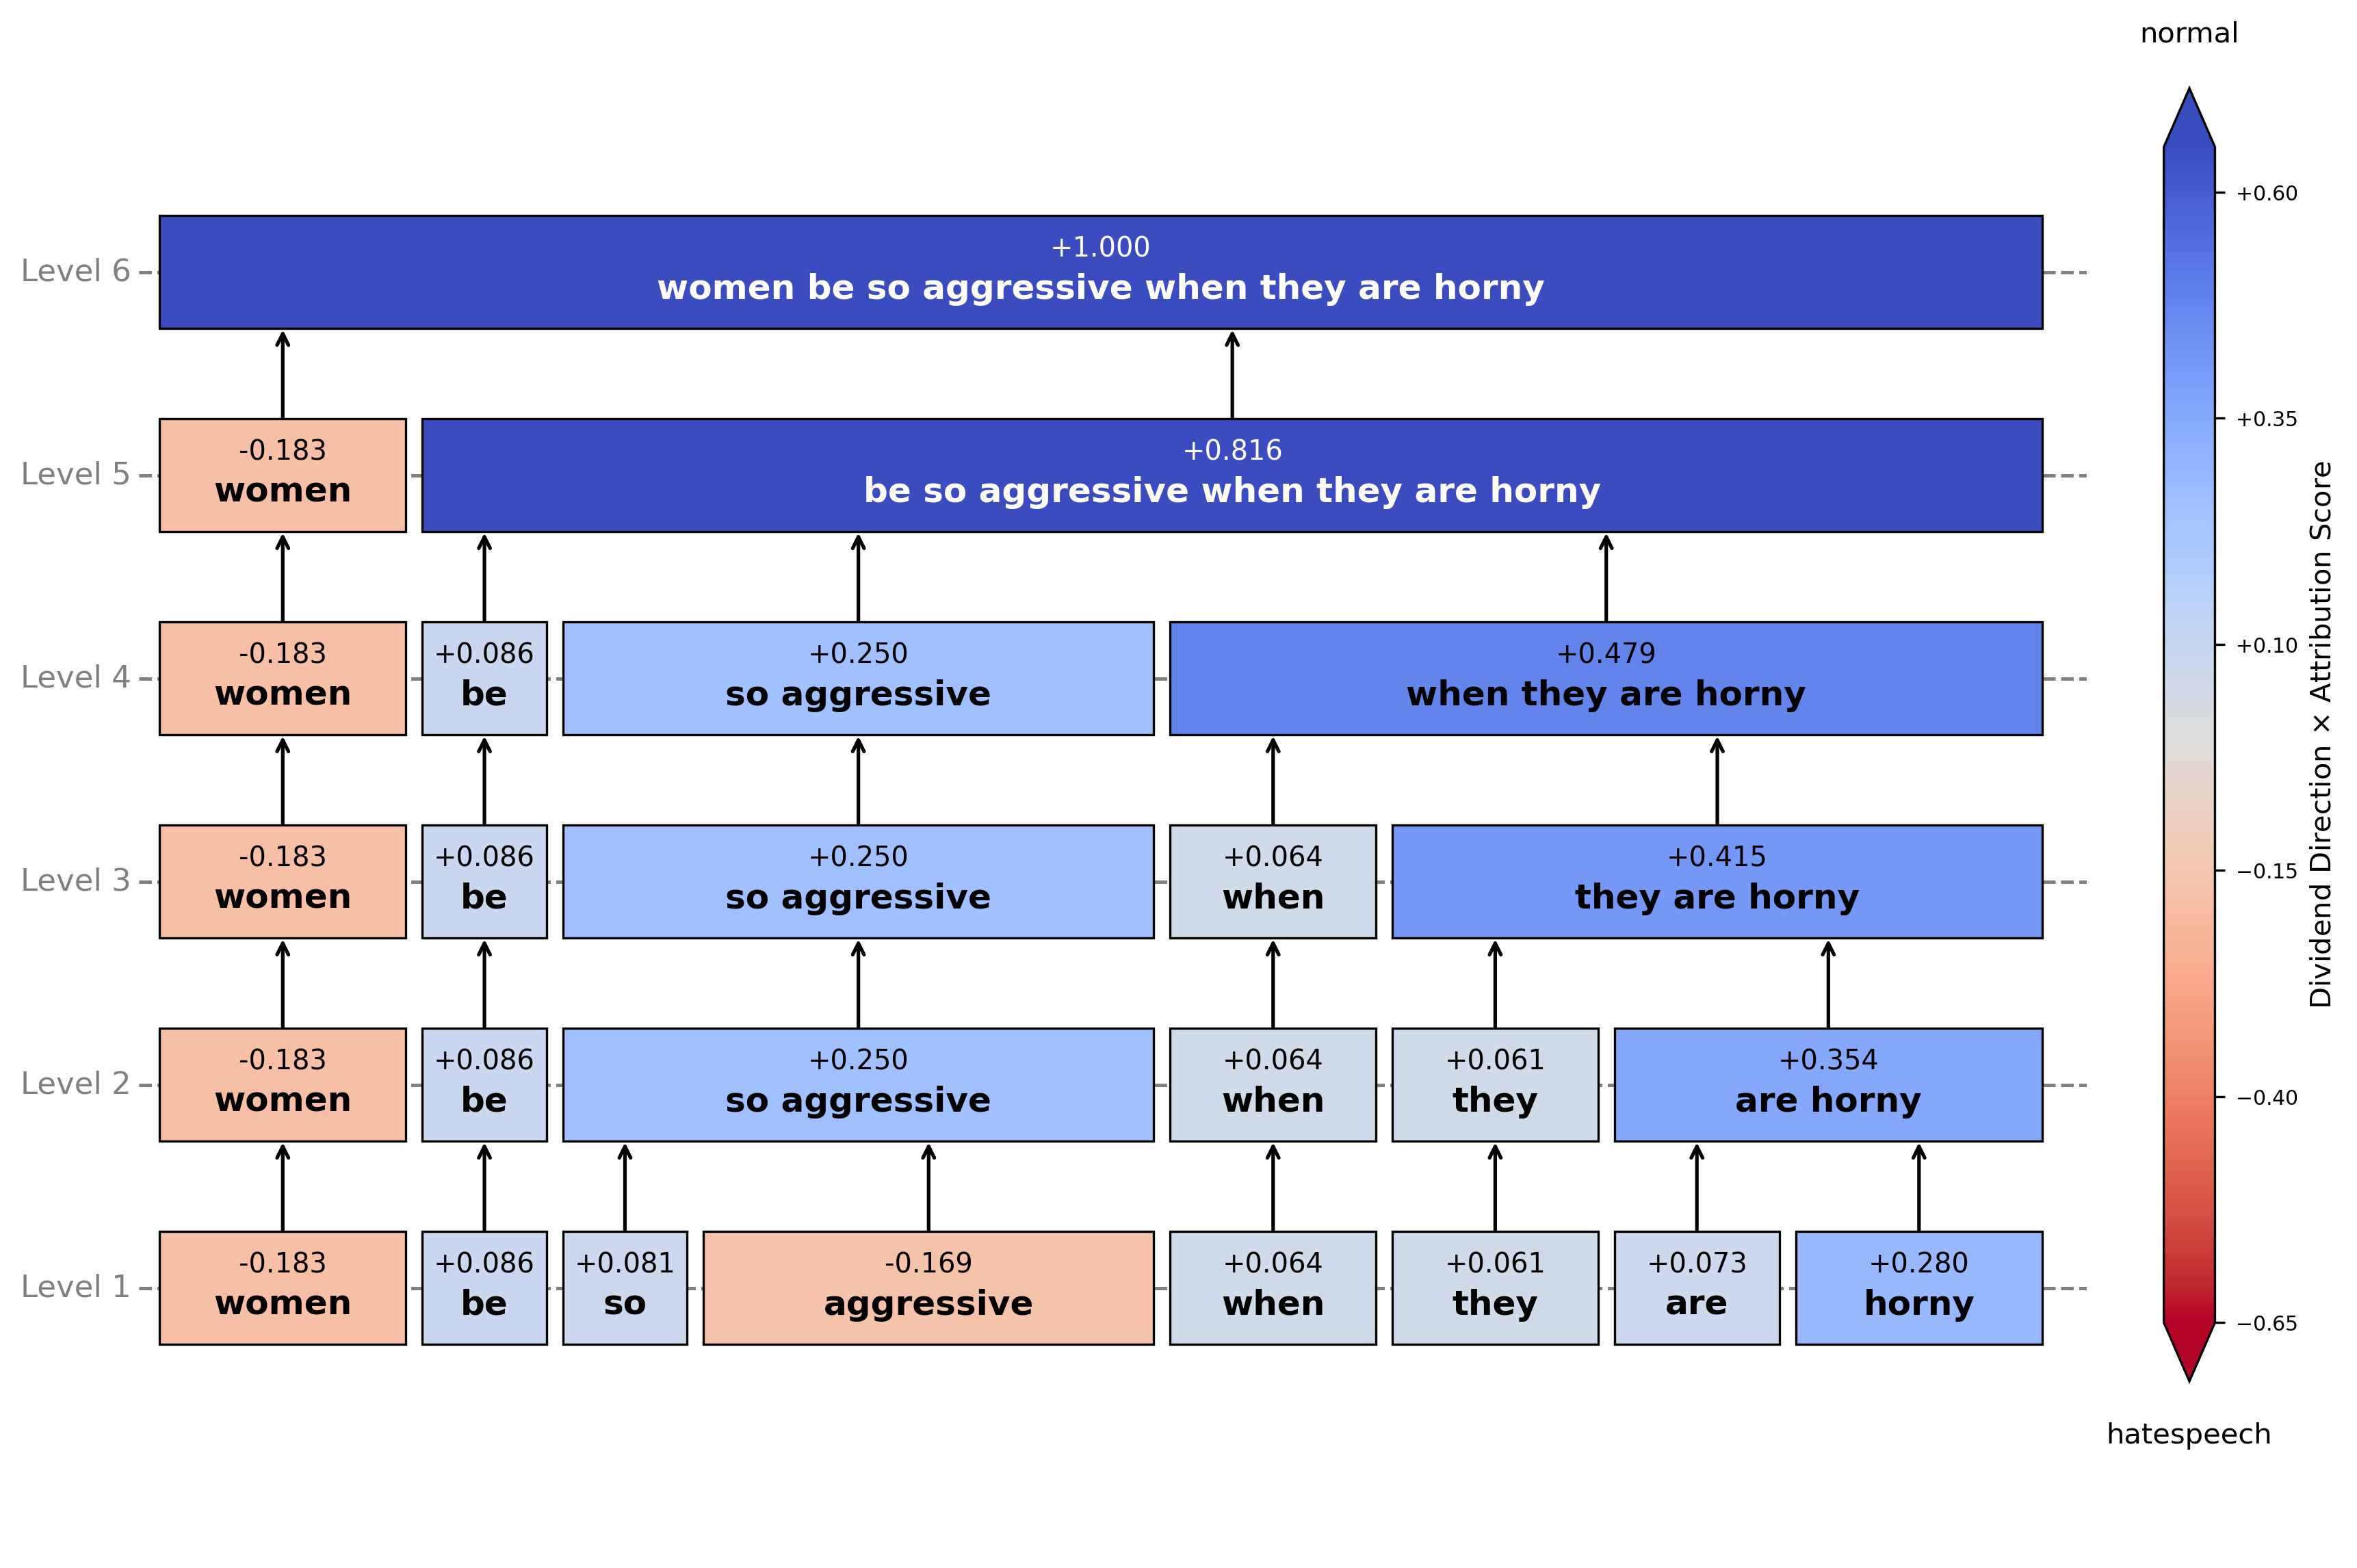 normal
Level 6
+1.000
women be so aggressive when they are horny
Level 5
-0.183
women
+0.816
be so aggressive when they are horny
Level 4
-0.183
women
+0.086
be
+0.250
so aggressive
+0.479
when they are horny
Level 3
-0.183
women
+0.086
be
+0.250
so aggressive
+0.064
when
+0.415
they are horny
Level 2
-0.183
women
+0.086
be
+0.250
so aggressive
+0.064
when
+0.061
they
+0.354
are horny
Level 1
-0.183
women
+0.086
be
+0.081
so
-0.169
aggressive
+0.064
when
+0.061
they
+0.073
are
+0.280
horny
+0.60
+0.35
+0.10
−0.15
−0.40
−0.65
Dividend Direction × Attribution Score
hatespeech